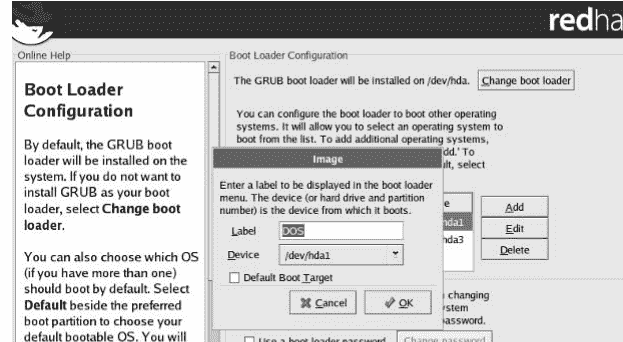 redha
Online Help
Boot Loader
Configuration
By default, the GRUB boot
loader will be installed on the
system. If you do not want to
install GRUB as your boot
loader, select Change boot
loader.
You can also choose which OS
(if you have more than one)
should boot by default. Select
Default beside the preferred
boot partition to choose your
default bootable OS. You will
Boot Loader Configuration
The GRUB boot loader will be installed on /dev/hda. Change boot loader
You can configure the boot loader to boot other operating
systems. It will allow you to select an operating system to
boot from the list. To add additional operating systems,
dd.' To
ult, select
Image
Enter a label to be displayed in the boot loader
menu. The device (or hard drive and partition
number) is the device from which it boots.
Label DOS
Device /dev/hda1
Default Boot Target
Cancel OK
e
hda1
hda3
Add
Edit
Delete
changing
ystem
assword.
Use a boot loader password Change password